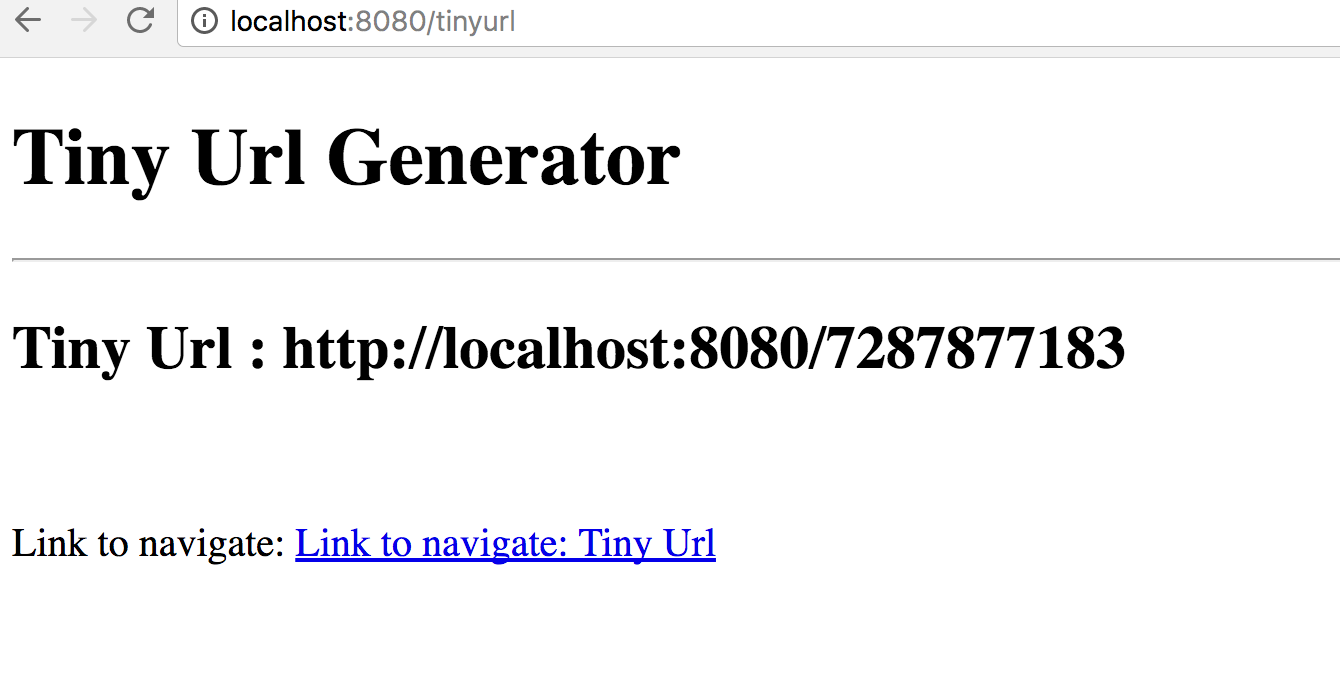 localhost:8080/tinyurl
Tiny Url Generator
Tiny Url : http://localhost:8080/7287877183
Link to navigate: Link to navigate: Tiny Url